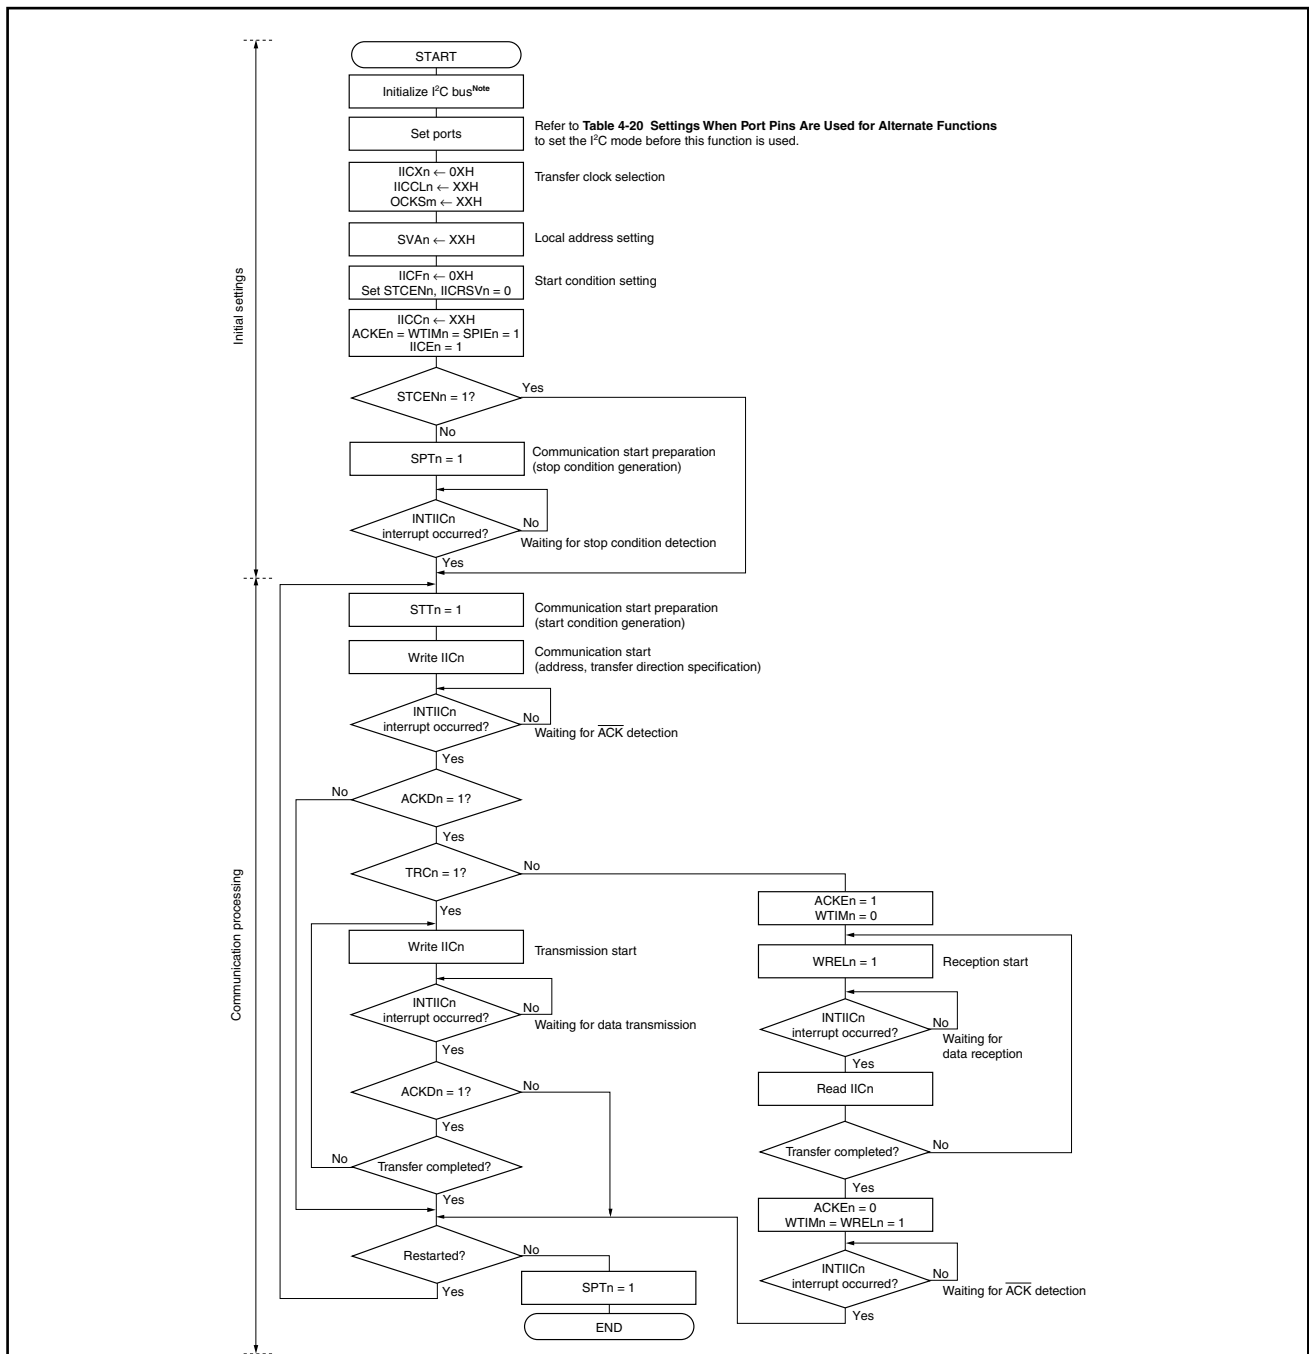 START
Initialize I²C bus^Note
Set ports
Refer to Table 4-20 Settings When Port Pins Are Used for Alternate Functions
to set the I²C mode before this function is used.
IICXn ← 0XH
IICCLn ← XXH
OCKSm ← XXH
Transfer clock selection
SVAn ← XXH
Local address setting
IICFn ← 0XH
Set STCENn, IICRSVn = 0
Start condition setting
IICCn ← XXH
ACKEn = WTIMn = SPIEn = 1
IICEn = 1
Initial settings
STCENn = 1?
Yes
No
SPTn = 1
Communication start preparation
(stop condition generation)
INTIICn
interrupt occurred?
No
Waiting for stop condition detection
Yes
STTn = 1
Communication start preparation
(start condition generation)
Write IICn
Communication start
(address, transfer direction specification)
INTIICn
interrupt occurred?
No
Waiting for A̅C̅K̅ detection
Yes
No
ACKDn = 1?
Yes
TRCn = 1?
No
Yes
Communication processing
Write IICn
Transmission start
INTIICn
interrupt occurred?
No
Waiting for data transmission
Yes
ACKDn = 1?
No
Yes
No
Transfer completed?
Yes
Restarted?
No
Yes
SPTn = 1
END
ACKEn = 1
WTIMn = 0
WRELn = 1
Reception start
INTIICn
interrupt occurred?
No
Waiting for
data reception
Yes
Read IICn
Transfer completed?
No
Yes
ACKEn = 0
WTIMn = WRELn = 1
INTIICn
interrupt occurred?
No
Waiting for A̅C̅K̅ detection
Yes